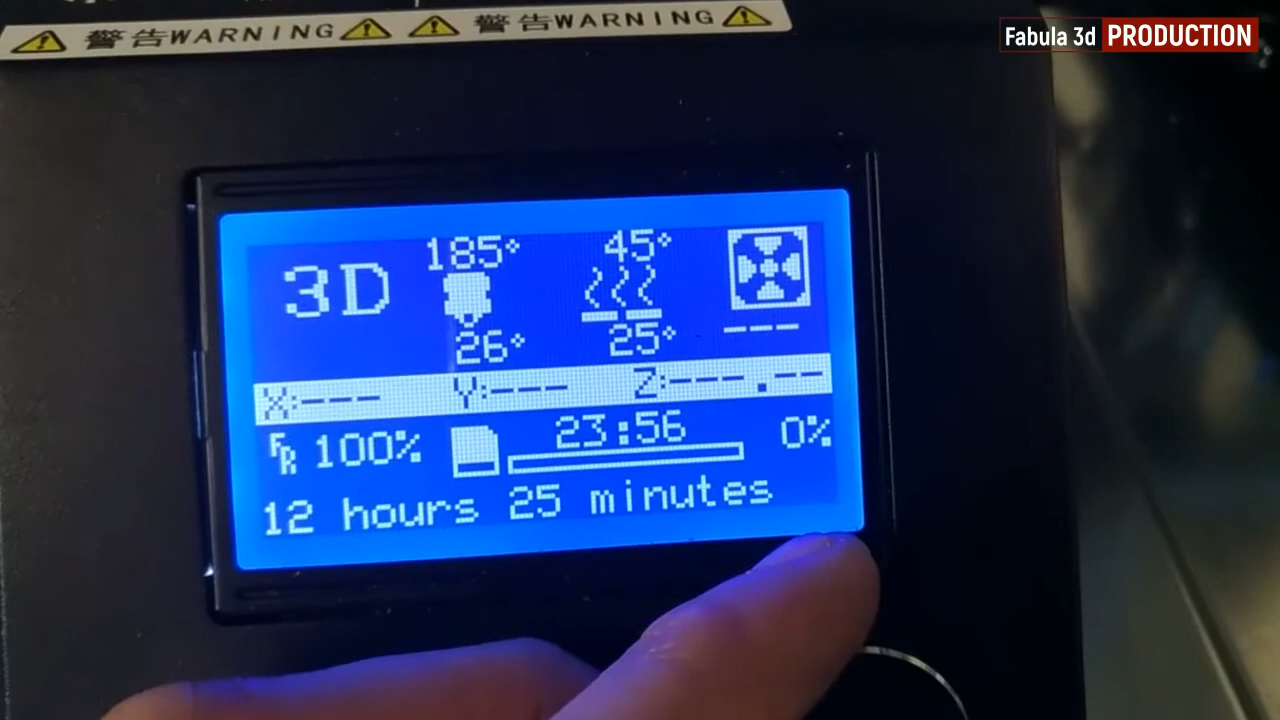 警告WARNING 警告WARNING
Fabula 3d PRODUCTION
3D 185° 45°
26° 25° ---
X:--- Y:--- Z:---.--
FR 100% 23:56 0%
12 hours 25 minutes